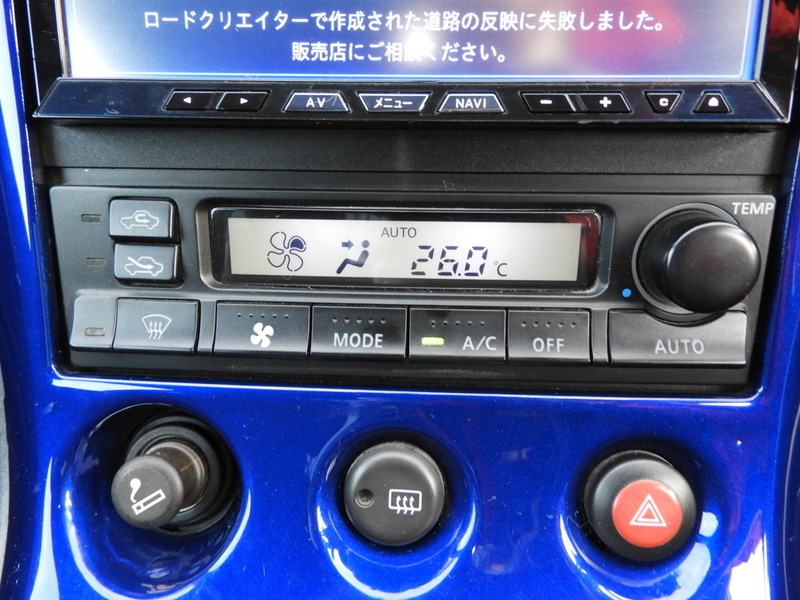 ロードクリエイターで作成された道路の反映に失敗しました。
販売店にご相談ください。
A·V メニュー NAVI − + C
TEMP
AUTO
26.0℃
MODE A/C OFF AUTO